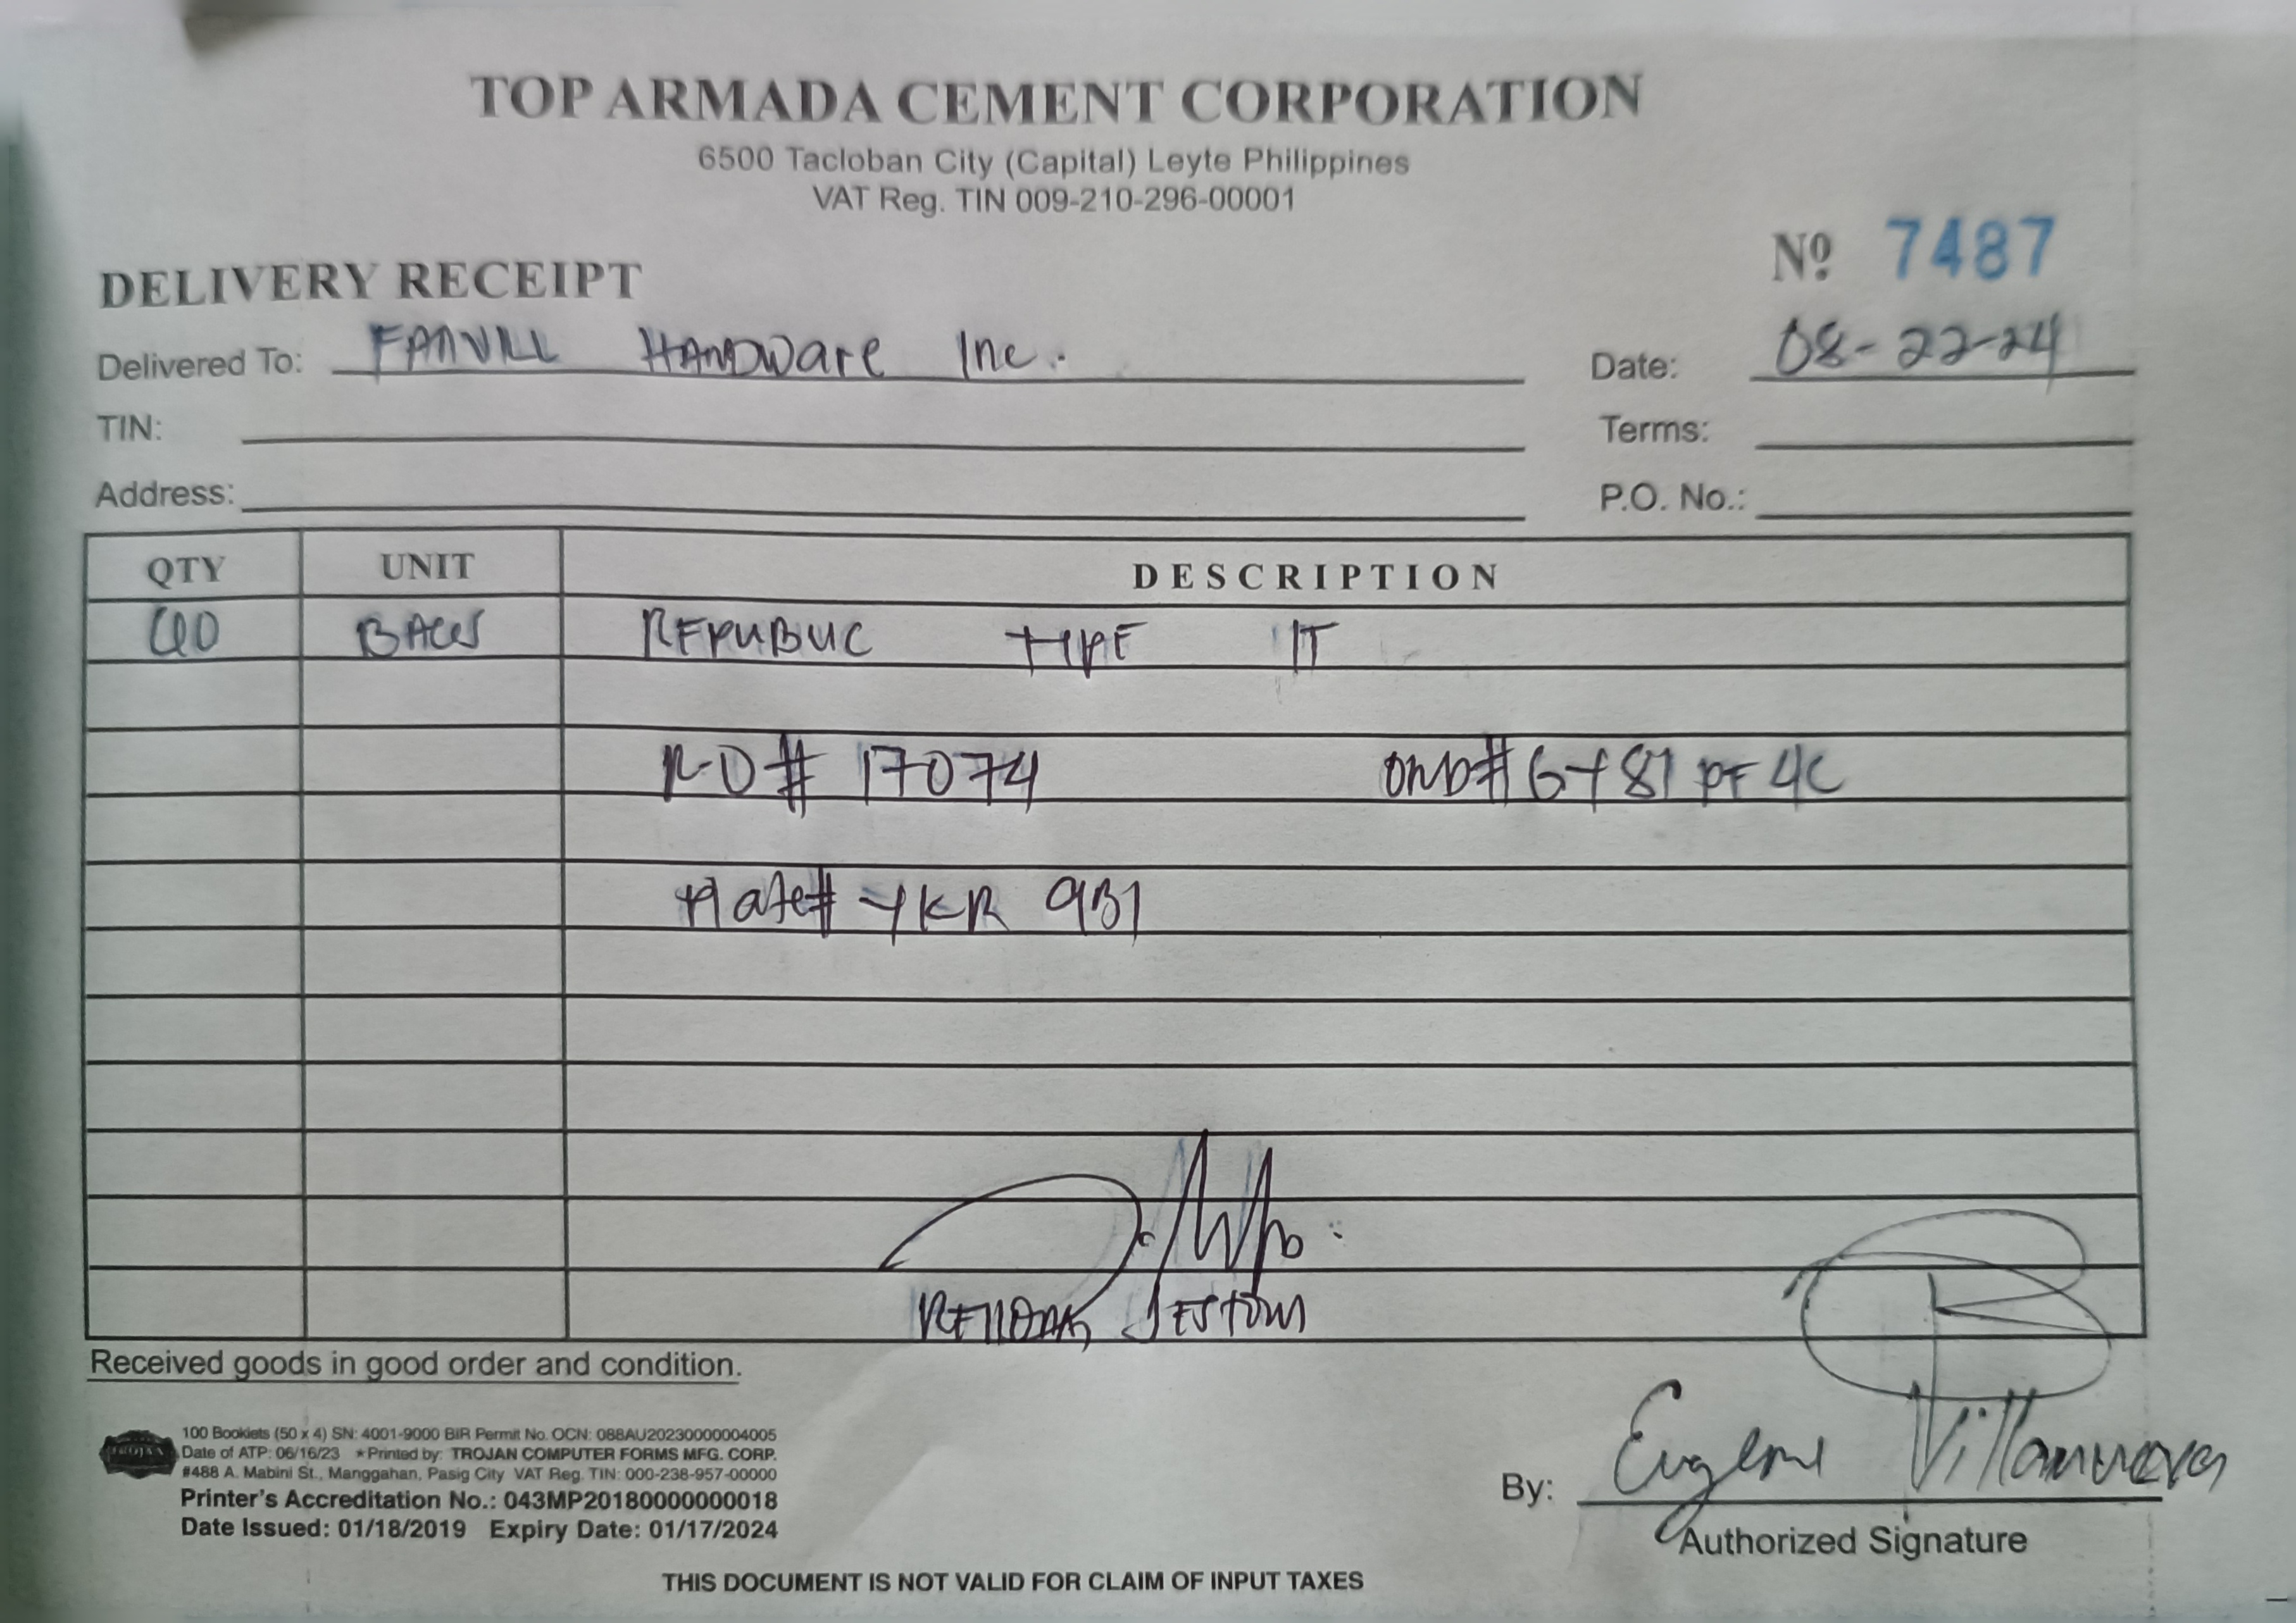 TOP ARMADA CEMENT CORPORATION
6500 Tacloban City (Capital) Leyte Philippines
VAT Reg. TIN 009-210-296-00001
DELIVERY RECEIPT
Nº 7487
Delivered To: FANVILL HARDware Inc.
Date: 08-22-24
TIN:
Terms:
Address:
P.O. No.:
QTY UNIT DESCRIPTION
BAGS REPUBLIC TYPE 1T
R-O# 17074
Plate# YKR 931
Received goods in good order and condition.
TROJAN
100 Booklets (50 x 4) SN: 4001-9000 BIR Permit No. OCN: 088AU20230000004005
Date of ATP: 06/16/23 ★Printed by: TROJAN COMPUTER FORMS MFG. CORP.
#488 A. Mabini St., Manggahan, Pasig City VAT Reg. TIN: 000-238-957-00000
Printer's Accreditation No.: 043MP20180000000018
Date Issued: 01/18/2019 Expiry Date: 01/17/2024
By: Eugene Villanueva
Authorized Signature
THIS DOCUMENT IS NOT VALID FOR CLAIM OF INPUT TAXES